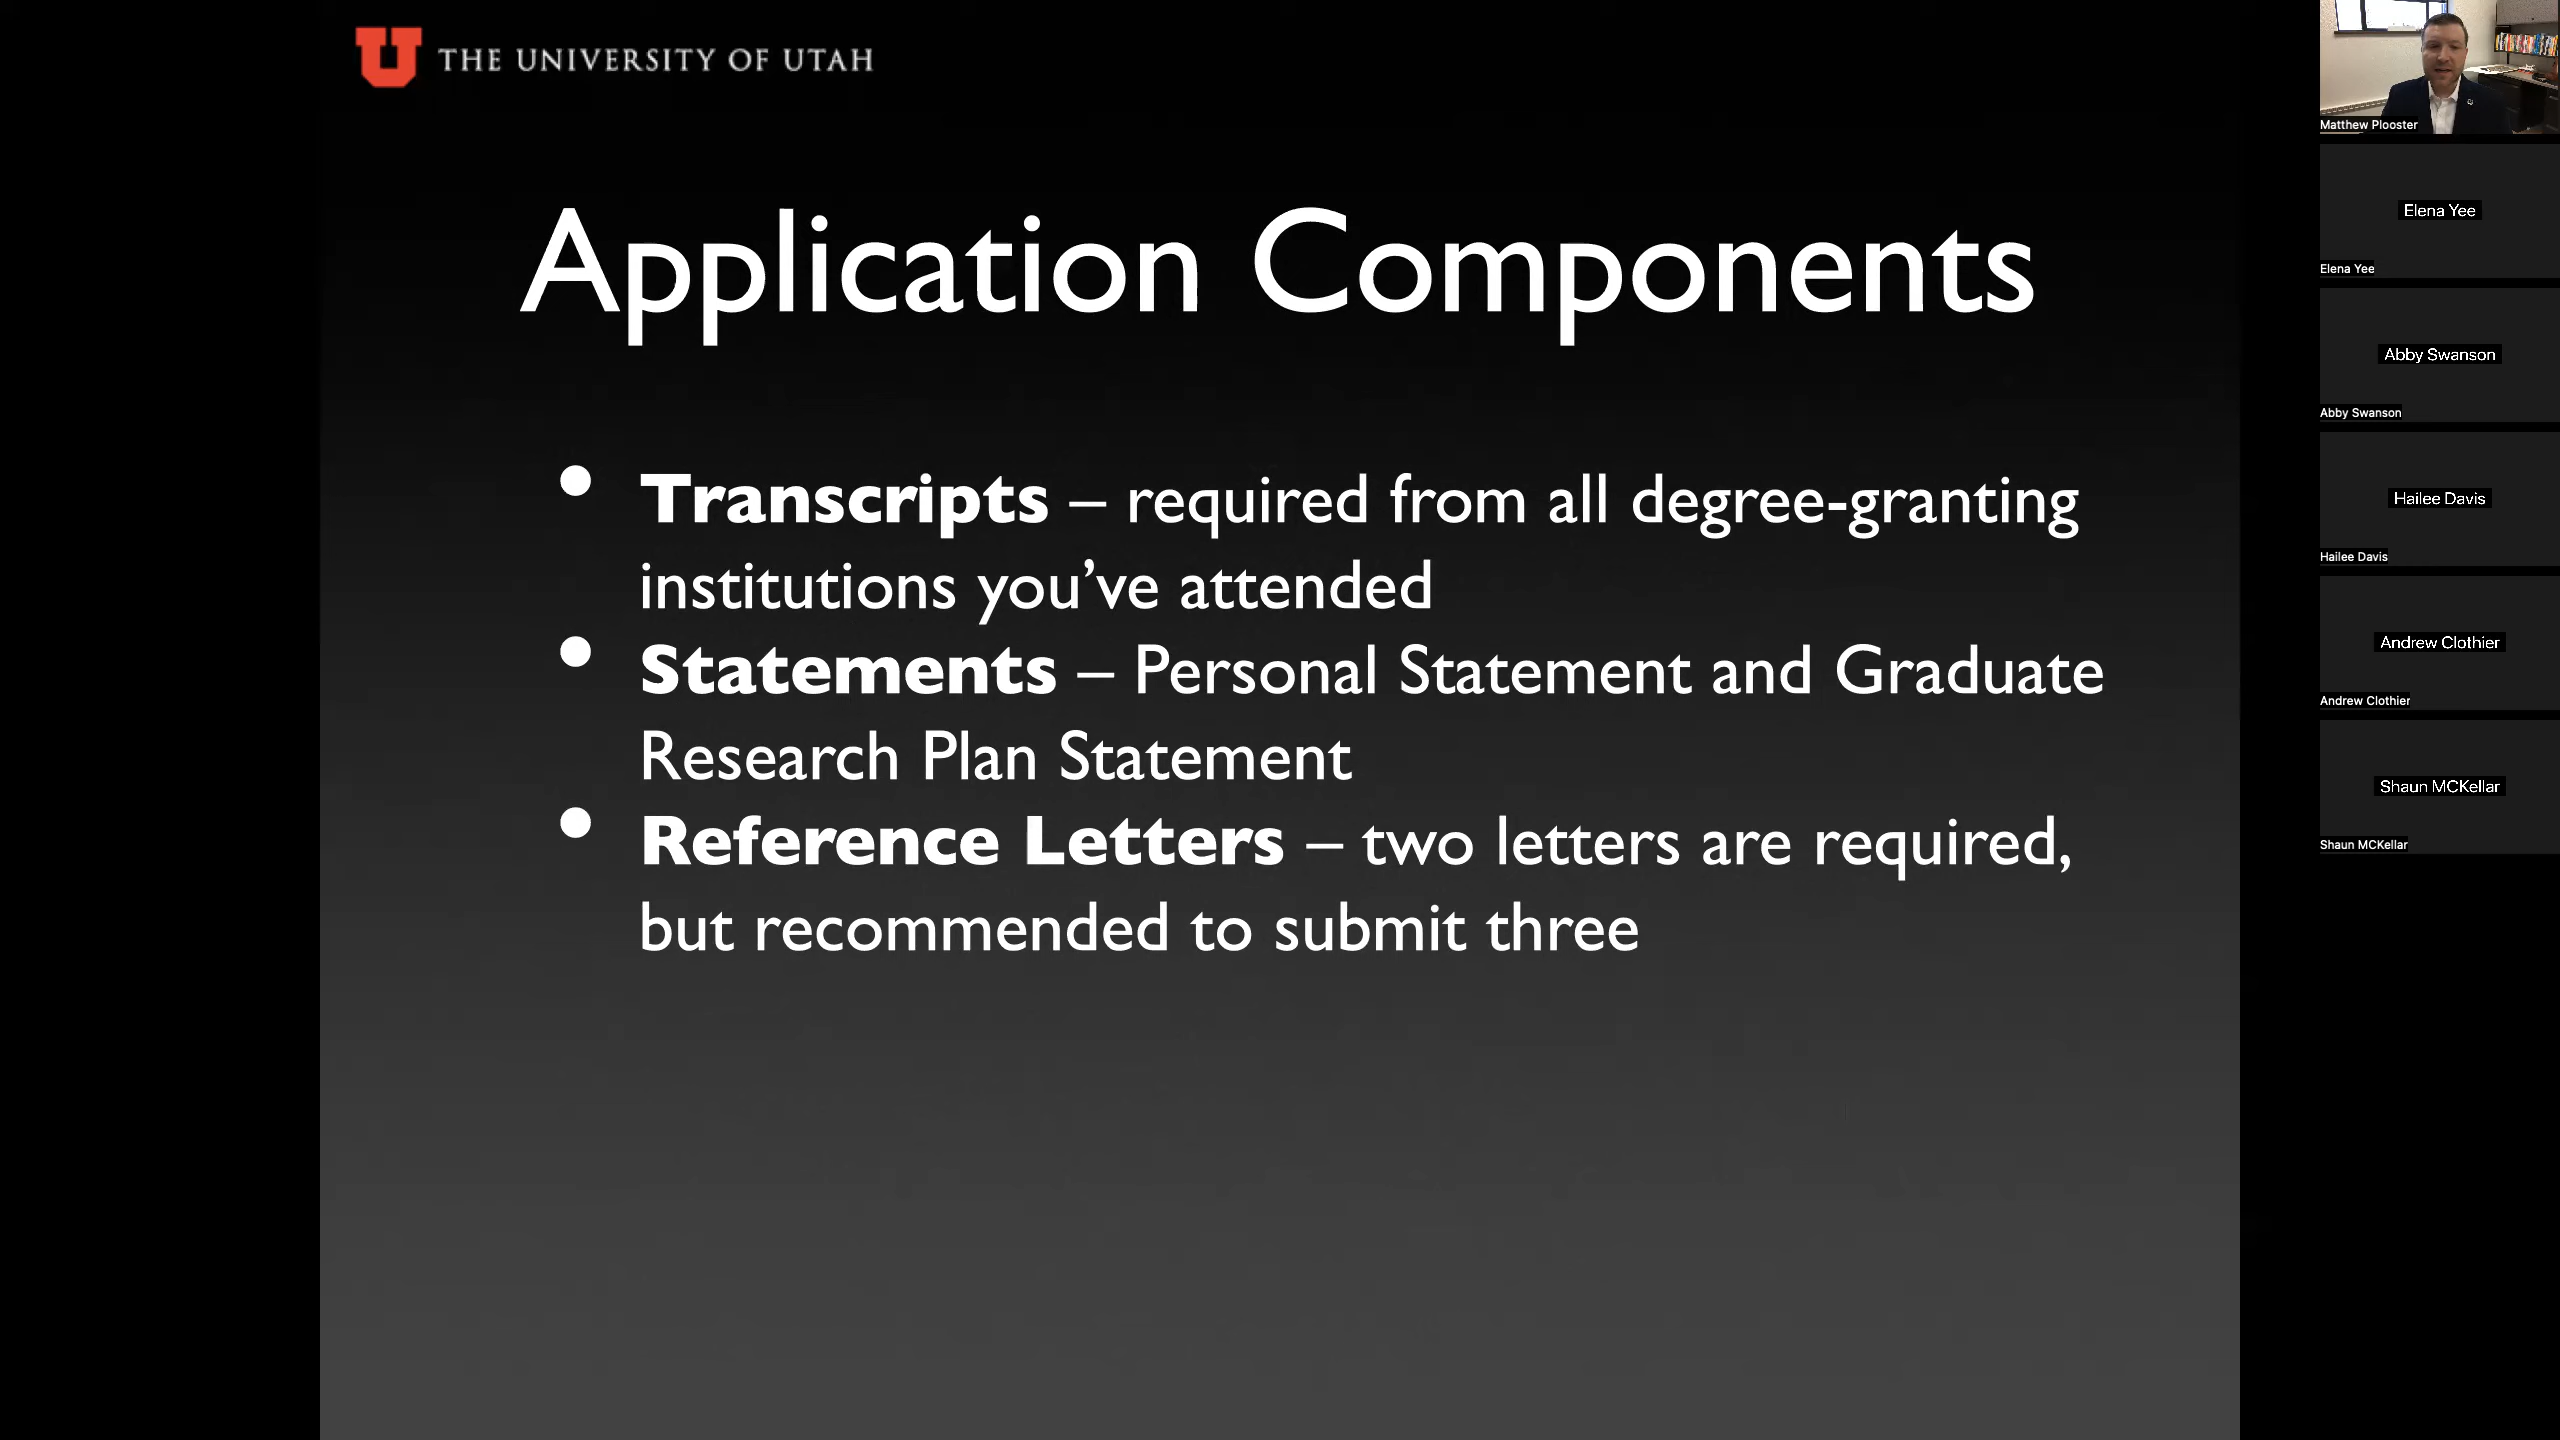 THE UNIVERSITY OF UTAH
Application Components
• Transcripts – required from all degree-granting
institutions you’ve attended
• Statements – Personal Statement and Graduate
Research Plan Statement
• Reference Letters – two letters are required,
but recommended to submit three
Matthew Plooster
Elena Yee
Elena Yee
Abby Swanson
Abby Swanson
Hailee Davis
Hailee Davis
Andrew Clothier
Andrew Clothier
Shaun MCKellar
Shaun MCKellar